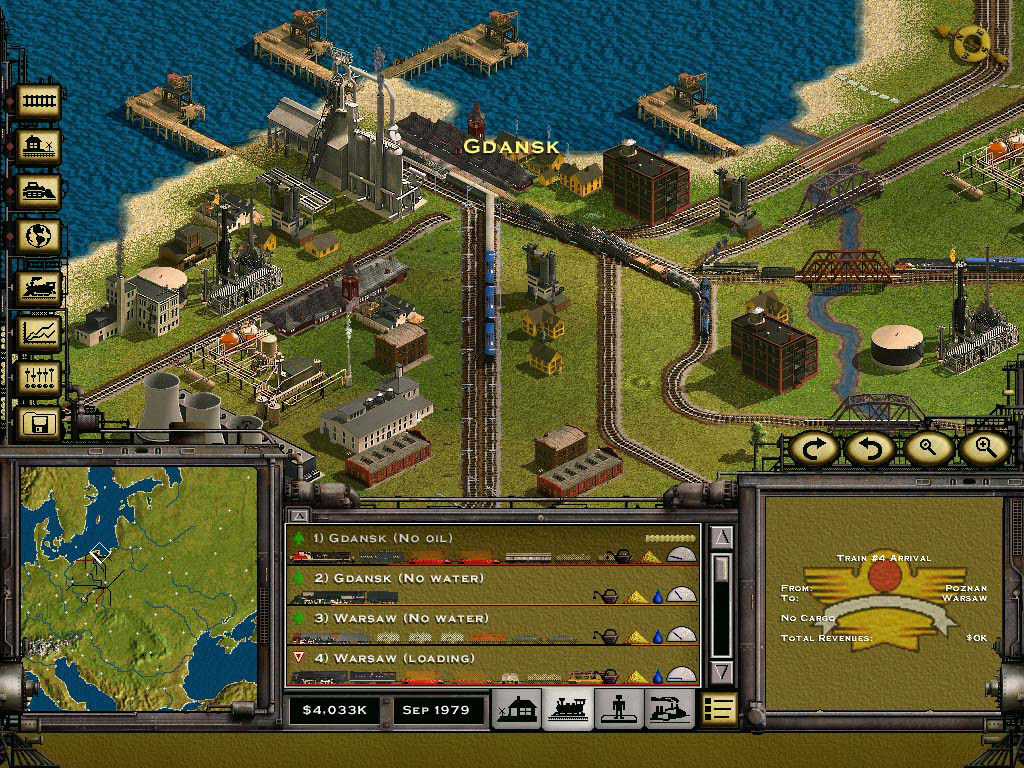 GDANSK
1) GDANSK (NO OIL)
2) GDANSK (NO WATER)
3) WARSAW (NO WATER)
4) WARSAW (LOADING)
$4,033K
SEP 1979
TRAIN #4 ARRIVAL
FROM: POZNAN
TO: WARSAW
NO CARGO
TOTAL REVENUES: $0K